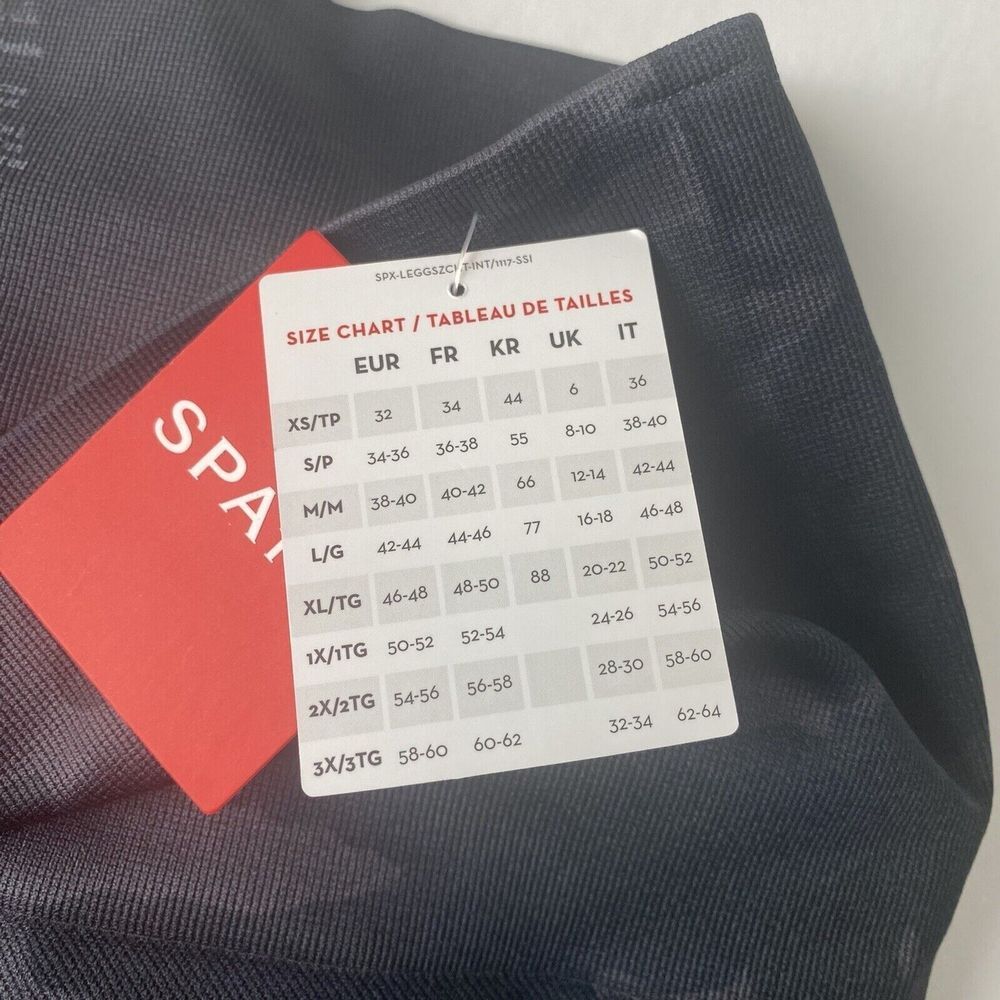 SPX-LEGGSZCHT-INT/1117-SSI
SIZE CHART / TABLEAU DE TAILLES
EUR FR KR UK IT
XS/TP 32 34 44 6 36
S/P 34-36 36-38 55 8-10 38-40
M/M 38-40 40-42 66 12-14 42-44
L/G 42-44 44-46 77 16-18 46-48
XL/TG 46-48 48-50 88 20-22 50-52
1X/1TG 50-52 52-54 24-26 54-56
2X/2TG 54-56 56-58 28-30 58-60
3X/3TG 58-60 60-62 32-34 62-64
SPA